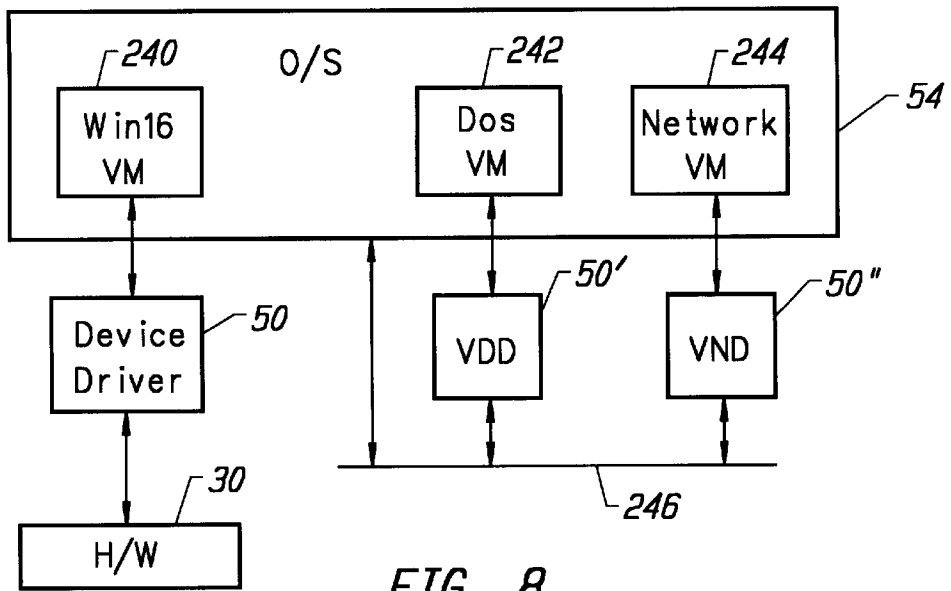 240
O/S
242
244
54
Win16
VM
Dos
VM
Network
VM
50
50'
50"
Device
Driver
VDD
VND
30
246
H/W
FIG. 8